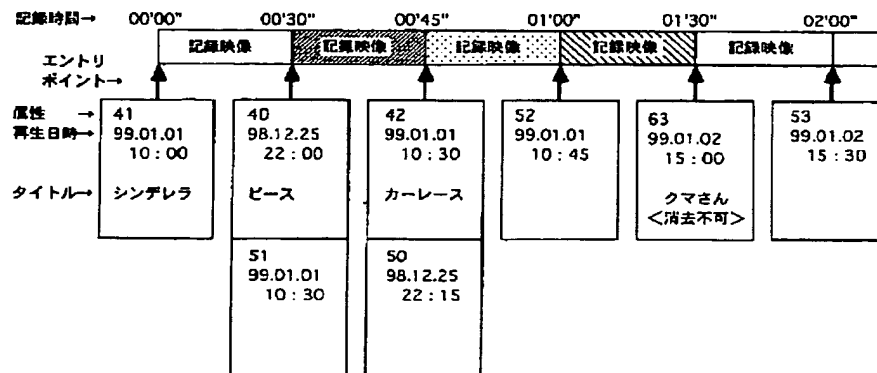 記録時間→ 00'00" 00'30" 00'45" 01'00" 01'30" 02'00"
記録映像 記録映像 記録映像 記録映像 記録映像
エントリ
ポイント→
属性 → 41 40 42 52 63 53
再生日時→ 99.01.01 98.12.25 99.01.01 99.01.01 99.01.02 99.01.02
10:00 22:00 10:30 10:45 15:00 15:30
タイトル→ シンデレラ ピース カーレース クマさん
<消去不可>
51 50
99.01.01 98.12.25
10:30 22:15